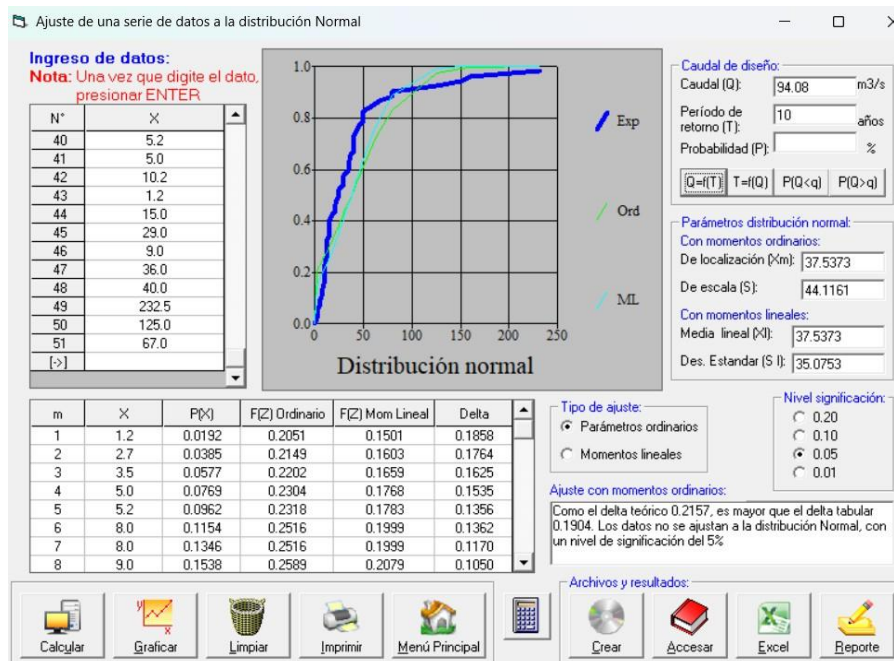 Ajuste de una serie de datos a la distribución Normal
Ingreso de datos:
Nota: Una vez que digite el dato,
presionar ENTER
N° X
40 5.2
41 5.0
42 10.2
43 1.2
44 15.0
45 29.0
46 9.0
47 36.0
48 40.0
49 232.5
50 125.0
51 67.0
[->]
1.0
0.8
0.6
0.4
0.2
0.0
0 50 100 150 200 250
Distribución normal
Exp
Ord
ML
Caudal de diseño:
Caudal (Q): 94.08 m3/s
Período de
retorno (T): 10 años
Probabilidad (P): %
Q=f(T) T=f(Q) P(Q<q) P(Q>q)
Parámetros distribución normal:
Con momentos ordinarios:
De localización (Xm): 37.5373
De escala (S): 44.1161
Con momentos lineales:
Media lineal (Xl): 37.5373
Des. Estandar (S l): 35.0753
m X P(X) F(Z) Ordinario F(Z) Mom Lineal Delta
1 1.2 0.0192 0.2051 0.1501 0.1858
2 2.7 0.0385 0.2149 0.1603 0.1764
3 3.5 0.0577 0.2202 0.1659 0.1625
4 5.0 0.0769 0.2304 0.1768 0.1535
5 5.2 0.0962 0.2318 0.1783 0.1356
6 8.0 0.1154 0.2516 0.1999 0.1362
7 8.0 0.1346 0.2516 0.1999 0.1170
8 9.0 0.1538 0.2589 0.2079 0.1050
Tipo de ajuste:
Parámetros ordinarios
Momentos lineales
Nivel significación:
0.20
0.10
0.05
0.01
Ajuste con momentos ordinarios:
Como el delta teórico 0.2157, es mayor que el delta tabular
0.1904. Los datos no se ajustan a la distribución Normal, con
un nivel de significación del 5%
Archivos y resultados:
Calcular Graficar Limpiar Imprimir Menú Principal Crear Accesar Excel Reporte